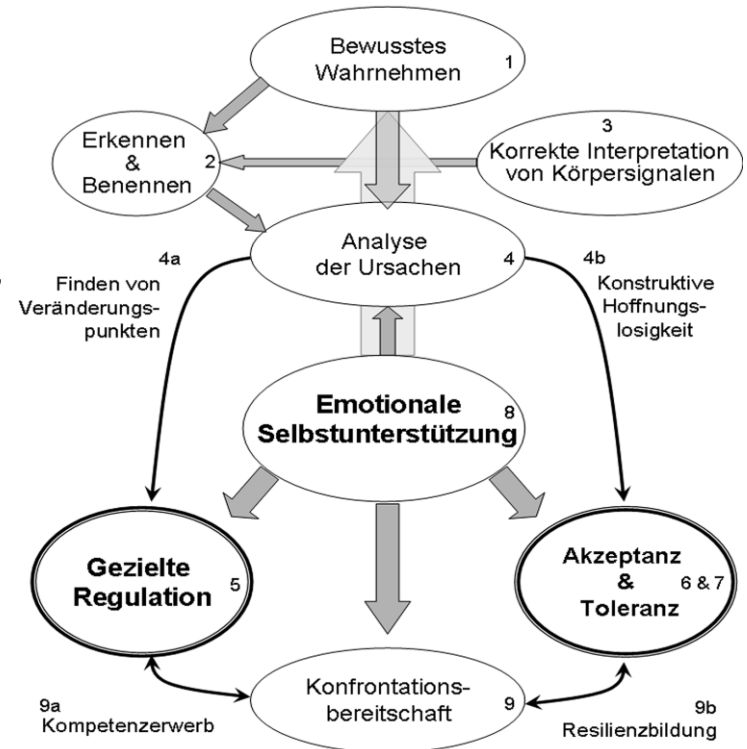 Bewusstes
Wahrnehmen
1
Erkennen
&
Benennen
2
3
Korrekte Interpretation
von Körpersignalen
Analyse
der Ursachen
4
4a
Finden von
Veränderungs-
punkten
4b
Konstruktive
Hoffnungs-
losigkeit
Emotionale
Selbstunterstützung
8
Gezielte
Regulation
5
Akzeptanz
&
Toleranz
6 & 7
Konfrontations-
bereitschaft
9
9a
Kompetenzerwerb
9b
Resilienzbildung